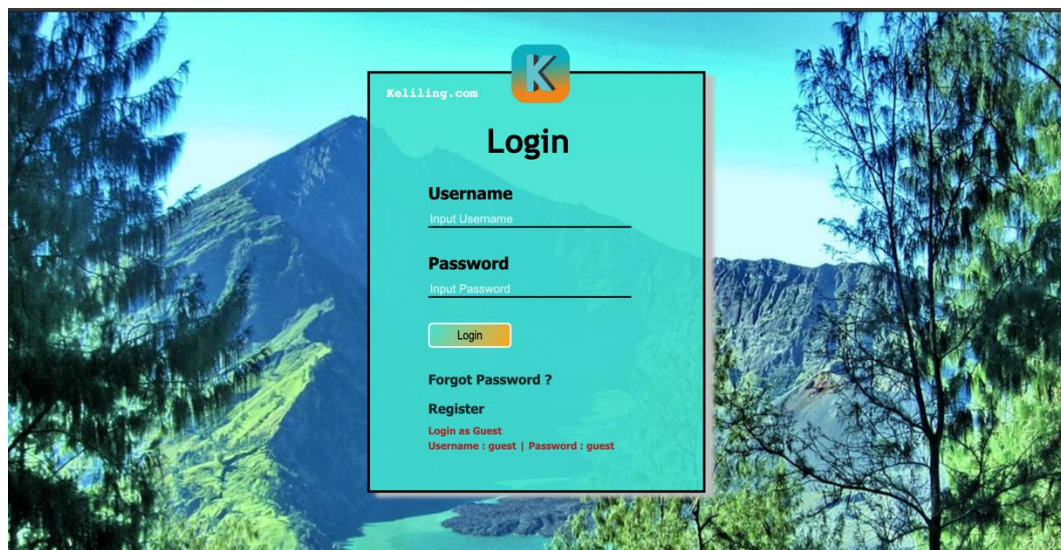 K
Keliling.com
Login
Username
Input Username
Password
Input Password
Login
Forgot Password ?
Register
Login as Guest
Username : guest | Password : guest